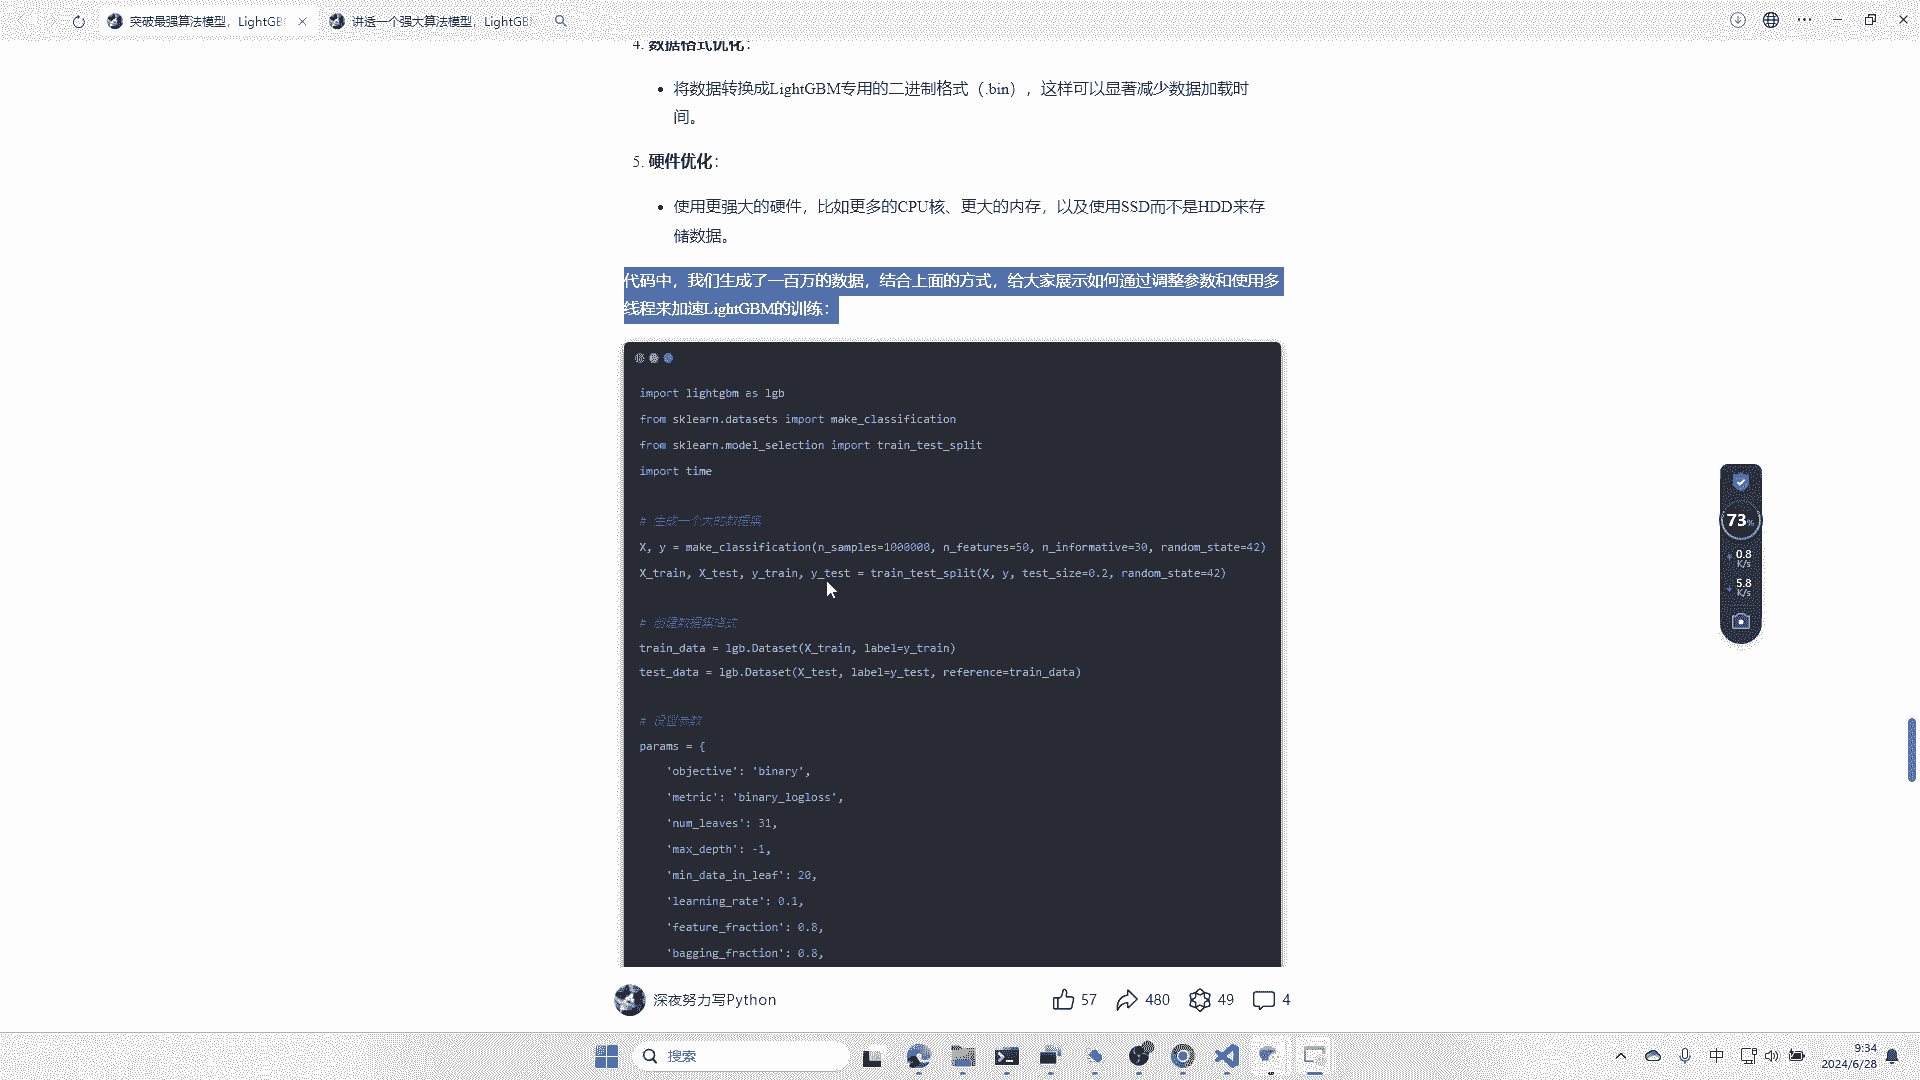 突破最强算法模型，LightGB
讲透一个强大算法模型，LightGB
4. 数据格式优化：
将数据转换成LightGBM专用的二进制格式（.bin），这样可以显著减少数据加载时
间。
5. 硬件优化：
使用更强大的硬件，比如更多的CPU核、更大的内存，以及使用SSD而不是HDD来存
储数据。
代码中，我们生成了一百万的数据，结合上面的方式，给大家展示如何通过调整参数和使用多
线程来加速LightGBM的训练：
import lightgbm as lgb
from sklearn.datasets import make_classification
from sklearn.model_selection import train_test_split
import time
# 生成一个大的数据集
X, y = make_classification(n_samples=1000000, n_features=50, n_informative=30, random_state=42)
X_train, X_test, y_train, y_test = train_test_split(X, y, test_size=0.2, random_state=42)
# 创建数据集格式
train_data = lgb.Dataset(X_train, label=y_train)
test_data = lgb.Dataset(X_test, label=y_test, reference=train_data)
# 设置参数
params = {
'objective': 'binary',
'metric': 'binary_logloss',
'num_leaves': 31,
'max_depth': -1,
'min_data_in_leaf': 20,
'learning_rate': 0.1,
'feature_fraction': 0.8,
'bagging_fraction': 0.8,
73%
0.8
K/s
5.8
K/s
深夜努力写Python
57
480
49
4
搜索
中
9:34
2024/6/28